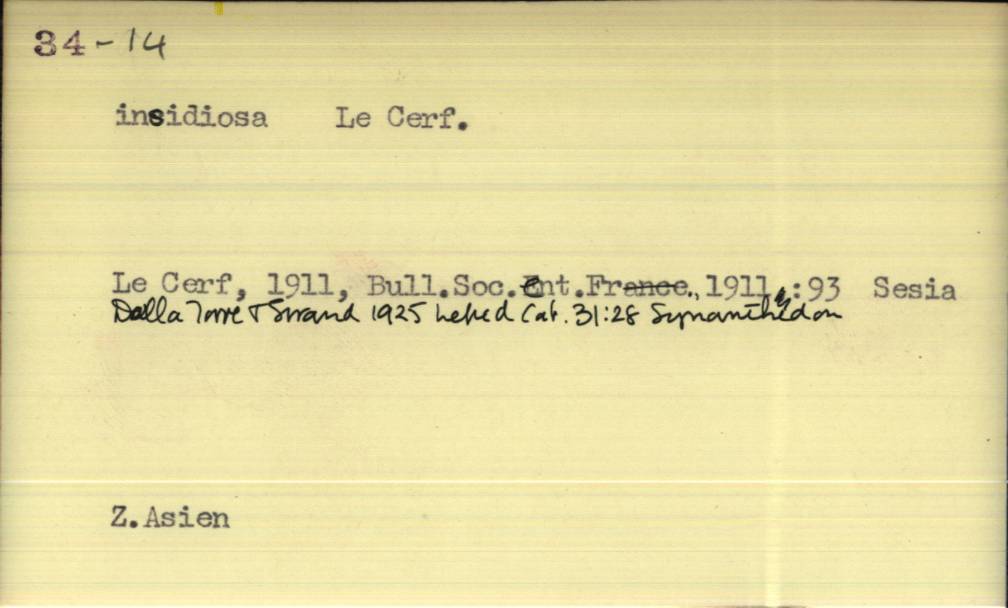 34-14
insidiosa Le Cerf.
Le Cerf, 1911, Bull.Soc.ent.France., 1911,:93 Sesia
Dalla Torre & Strand 1925 Lepid Cat. 31:28 Synanthedon
Z.Asien